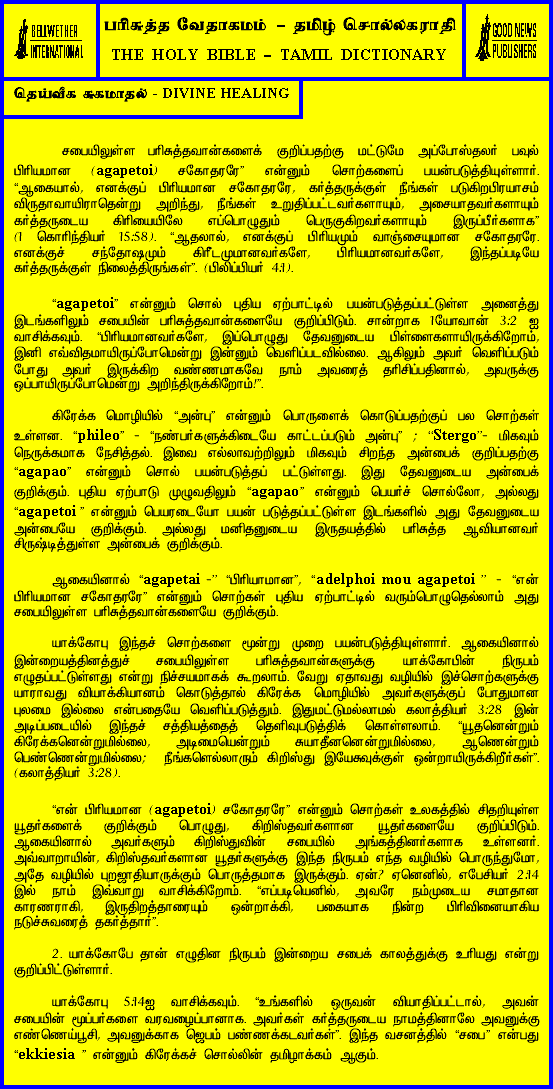 BELLWETHER
INTERNATIONAL
பரிசுத்த வேதாகமம் – தமிழ் சொல்லகராதி
THE HOLY BIBLE – TAMIL DICTIONARY
GOOD NEWS
PUBLISHERS
தெய்வீக சுகமாதல் - DIVINE HEALING
சபையிலுள்ள பரிசுத்தவான்களைக் குறிப்பதற்கு மட்டுமே அப்போஸ்தலர் பவுல்
பிரியமான (agapetoi) சகோதரரே” என்னும் சொற்களைப் பயன்படுத்தியுள்ளார்.
“ஆகையால், எனக்குப் பிரியமான சகோதரரே, கர்த்தருக்குள் நீங்கள் படுகிறபிரயாசம்
விருதாவாயிராதென்று அறிந்து, நீங்கள் உறுதிப்பட்டவர்களாயும், அசையாதவர்களாயும்
கர்த்தருடைய கிரியையிலே எப்பொழுதும் பெருகுகிறவர்களாயும் இருப்பீர்களாக”
(1 கொரிந்தியர் 15:58). “ஆதலால், எனக்குப் பிரியமும் வாஞ்சையுமான சகோதரரே.
எனக்குச் சந்தோஷமும் கிரீடமுமானவர்களே, பிரியமானவர்களே, இந்தப்படியே
கர்த்தருக்குள் நிலைத்திருங்கள்”. (பிலிப்பியர் 4:1).
“agapetoi” என்னும் சொல் புதிய ஏற்பாட்டில் பயன்படுத்தப்பட்டுள்ள அனைத்து
இடங்களிலும் சபையின் பரிசுத்தவான்களையே குறிப்பிடும். சான்றாக 1யோவான் 3:2 ஐ
வாசிக்கவும். “பிரியமானவர்களே, இப்பொழுது தேவனுடைய பிள்ளைகளாயிருக்கிறோம்,
இனி எவ்விதமாயிருப்போமென்று இன்னும் வெளிப்படவில்லை. ஆகிலும் அவர் வெளிப்படும்
போது அவர் இருக்கிற வண்ணமாகவே நாம் அவரைத் தரிசிப்பதினால், அவருக்கு
ஒப்பாயிருப்போமென்று அறிந்திருக்கிறோம்!”.
கிரேக்க மொழியில் “அன்பு” என்னும் பொருளைக் கொடுப்பதற்குப் பல சொற்கள்
உள்ளன. “phileo” - “நண்பர்களுக்கிடையே காட்டப்படும் அன்பு” ; “Stergo”- மிகவும்
நெருக்கமாக நேசித்தல். இவை எல்லாவற்றிலும் மிகவும் சிறந்த அன்பைக் குறிப்பதற்கு
“agapao” என்னும் சொல் பயன்படுத்தப் பட்டுள்ளது. இது தேவனுடைய அன்பைக்
குறிக்கும். புதிய ஏற்பாடு முழுவதிலும் “agapao” என்னும் பெயர்ச் சொல்லோ, அல்லது
“agapetoi ” என்னும் பெயரடையோ பயன் படுத்தப்பட்டுள்ள இடங்களில் அது தேவனுடைய
அன்பையே குறிக்கும். அல்லது மனிதனுடைய இருதயத்தில் பரிசுத்த ஆவியானவர்
சிருஷ்டித்துள்ள அன்பைக் குறிக்கும்.
ஆகையினால் “agapetai -” “பிரியாமான”, “adelphoi mou agapetoi ” - “என்
பிரியமான சகோதரரே” என்னும் சொற்கள் புதிய ஏற்பாட்டில் வரும்பொழுதெல்லாம் அது
சபையிலுள்ள பரிசுத்தவான்களையே குறிக்கும்.
யாக்கோபு இந்தச் சொற்களை மூன்று முறை பயன்படுத்தியுள்ளார். ஆகையினால்
இன்றையத்தினத்துச் சபையிலுள்ள பரிசுத்தவான்களுக்கு யாக்கோபின் நிருபம்
எழுதப்பட்டுள்ளது என்று நிச்சயமாகக் கூறலாம். வேறு ஏதாவது வழியில் இச்சொற்களுக்கு
யாராவது வியாக்கியானம் கொடுத்தால் கிரேக்க மொழியில் அவர்களுக்குப் போதுமான
புலமை இல்லை என்பதையே வெளிப்படுத்தும். இதுமட்டுமல்லாமல் கலாத்தியர் 3:28 இன்
அடிப்படையில் இந்தச் சத்தியத்தைத் தெளிவுபடுத்திக் கொள்ளலாம். “யூதனென்றும்
கிரேக்கனென்றுமில்லை, அடிமையென்றும் சுயாதீனனென்றுமில்லை, ஆணென்றும்
பெண்ணென்றுமில்லை; நீங்களெல்லாரும் கிறிஸ்து இயேசுவுக்குள் ஒன்றாயிருக்கிறீர்கள்”.
(கலாத்தியர் 3:28).
“என் பிரியமான (agapetoi) சகோதரரே” என்னும் சொற்கள் உலகத்தில் சிதறியுள்ள
யூதர்களைக் குறிக்கும் பொழுது, கிறிஸ்தவர்களான யூதர்களையே குறிப்பிடும்.
ஆகையினால் அவர்களும் கிறிஸ்துவின் சபையில் அங்கத்தினர்களாக உள்ளனர்.
அவ்வாறாயின், கிறிஸ்தவர்களான யூதர்களுக்கு இந்த நிருபம் எந்த வழியில் பொருந்துமோ,
அதே வழியில் புறஜாதியாருக்கும் பொருத்தமாக இருக்கும். ஏன்? ஏனெனில், எபேசியர் 2:14
இல் நாம் இவ்வாறு வாசிக்கிறோம். “எப்படியெனில், அவரே நம்முடைய சமாதான
காரணராகி, இருதிறத்தாரையும் ஒன்றாக்கி, பகையாக நின்ற பிரிவினையாகிய
நடுச்சுவரைத் தகர்த்தார்”.
2. யாக்கோபே தான் எழுதின நிருபம் இன்றைய சபைக் காலத்துக்கு உரியது என்று
குறிப்பிட்டுள்ளார்.
யாக்கோபு 5:14ஐ வாசிக்கவும். “உங்களில் ஒருவன் வியாதிப்பட்டால், அவன்
சபையின் மூப்பர்களை வரவழைப்பானாக. அவர்கள் கர்த்தருடைய நாமத்தினாலே அவனுக்கு
எண்ணெய்பூசி, அவனுக்காக ஜெபம் பண்ணக்கடவர்கள்”. இந்த வசனத்தில் “சபை” என்பது
“ekkiesia ” என்னும் கிரேக்கச் சொல்லின் தமிழாக்கம் ஆகும்.